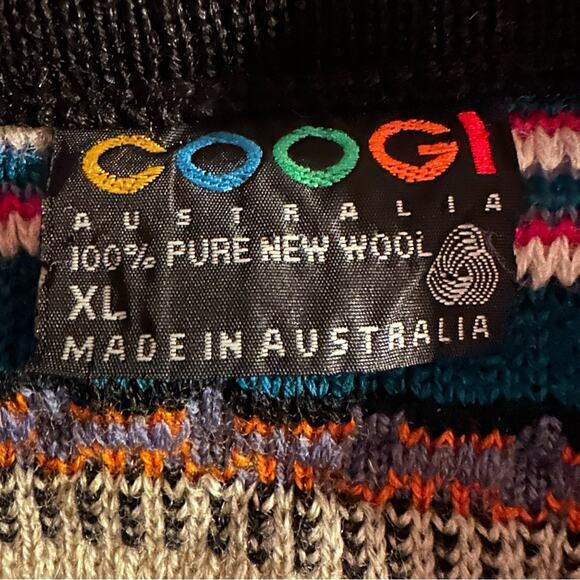 COOGI
AUSTRALIA
100% PURE NEW WOOL
XL
MADE IN AUSTRALIA